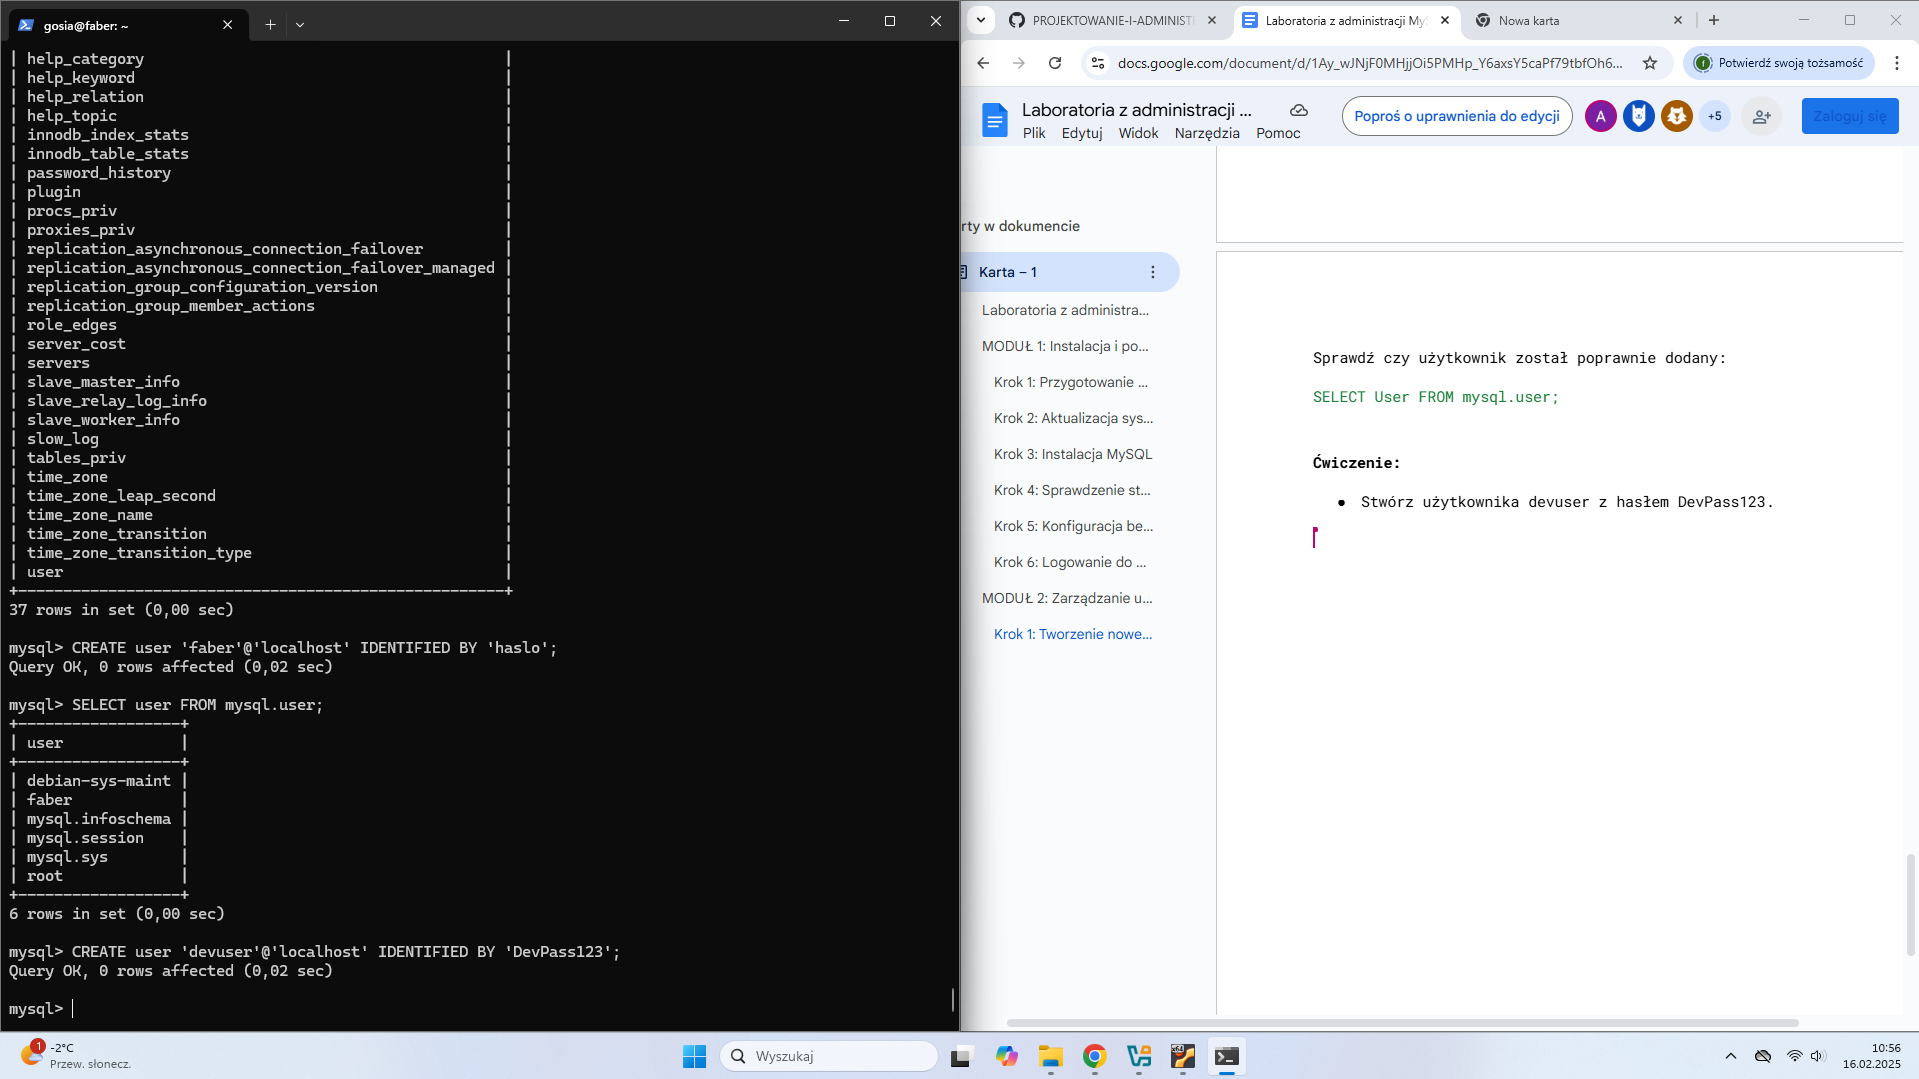 gosia@faber: ~
| help_category |
| help_keyword |
| help_relation |
| help_topic |
| innodb_index_stats |
| innodb_table_stats |
| password_history |
| plugin |
| procs_priv |
| proxies_priv |
| replication_asynchronous_connection_failover |
| replication_asynchronous_connection_failover_managed |
| replication_group_configuration_version |
| replication_group_member_actions |
| role_edges |
| server_cost |
| servers |
| slave_master_info |
| slave_relay_log_info |
| slave_worker_info |
| slow_log |
| tables_priv |
| time_zone |
| time_zone_leap_second |
| time_zone_name |
| time_zone_transition |
| time_zone_transition_type |
| user |
+------------------------------------------------------+
37 rows in set (0,00 sec)
mysql> CREATE user 'faber'@'localhost' IDENTIFIED BY 'haslo';
Query OK, 0 rows affected (0,02 sec)
mysql> SELECT user FROM mysql.user;
+------------------+
| user |
+------------------+
| debian-sys-maint |
| faber |
| mysql.infoschema |
| mysql.session |
| mysql.sys |
| root |
+------------------+
6 rows in set (0,00 sec)
mysql> CREATE user 'devuser'@'localhost' IDENTIFIED BY 'DevPass123';
Query OK, 0 rows affected (0,02 sec)
mysql>
PROJEKTOWANIE-I-ADMINIST
Laboratoria z administracji My
Nowa karta
docs.google.com/document/d/1Ay_wJNjF0MHjjOi5PMHp_Y6axsY5caPf79tbfOh6...
Potwierdź swoją tożsamość
Laboratoria z administracji ...
Plik Edytuj Widok Narzędzia Pomoc
Poproś o uprawnienia do edycji
A
+5
Zaloguj się
rty w dokumencie
Karta – 1
Laboratoria z administra...
MODUŁ 1: Instalacja i po...
Krok 1: Przygotowanie ...
Krok 2: Aktualizacja sys...
Krok 3: Instalacja MySQL
Krok 4: Sprawdzenie st...
Krok 5: Konfiguracja be...
Krok 6: Logowanie do ...
MODUŁ 2: Zarządzanie u...
Krok 1: Tworzenie nowe...
Sprawdź czy użytkownik został poprawnie dodany:
SELECT User FROM mysql.user;
Ćwiczenie:
● Stwórz użytkownika devuser z hasłem DevPass123.
1
-2°C
Przew. słonecz.
Wyszukaj
10:56
16.02.2025